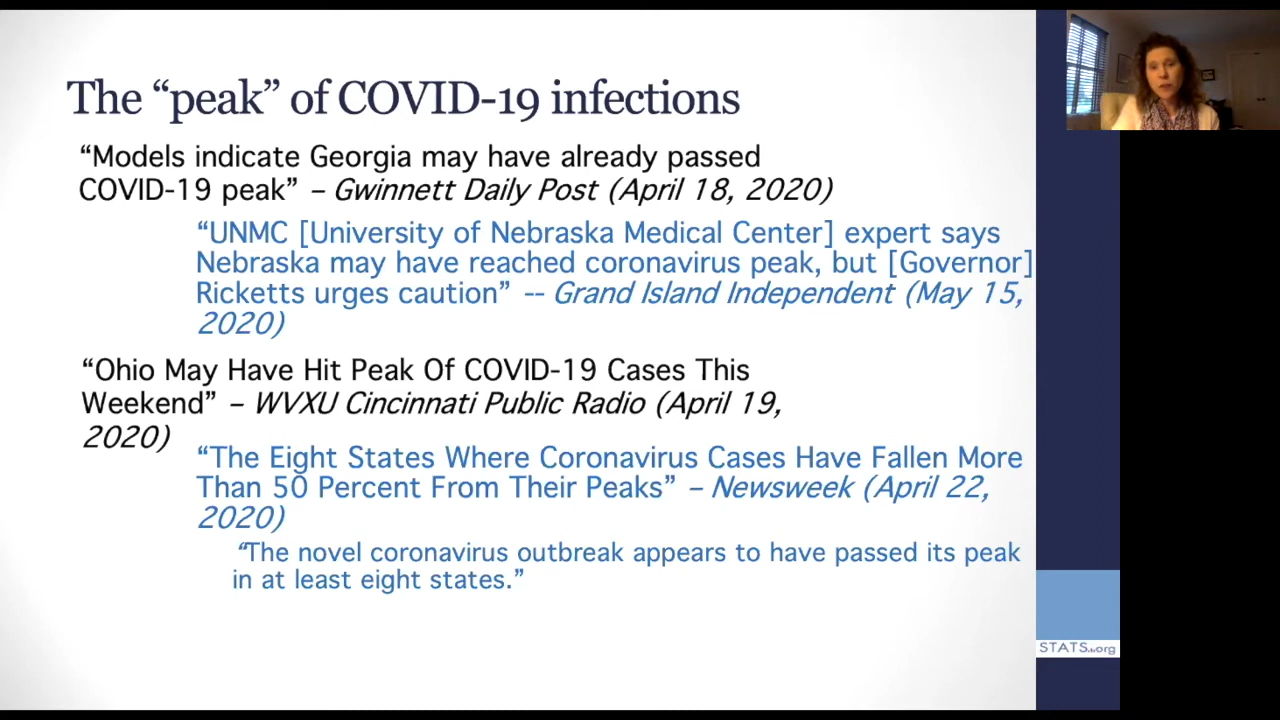 The “peak” of COVID-19 infections
“Models indicate Georgia may have already passed
COVID-19 peak” – Gwinnett Daily Post (April 18, 2020)
“UNMC [University of Nebraska Medical Center] expert says
Nebraska may have reached coronavirus peak, but [Governor]
Ricketts urges caution” -- Grand Island Independent (May 15,
2020)
“Ohio May Have Hit Peak Of COVID-19 Cases This
Weekend” – WVXU Cincinnati Public Radio (April 19,
2020)
“The Eight States Where Coronavirus Cases Have Fallen More
Than 50 Percent From Their Peaks” – Newsweek (April 22,
2020)
“The novel coronavirus outbreak appears to have passed its peak
in at least eight states.”
STATS.org